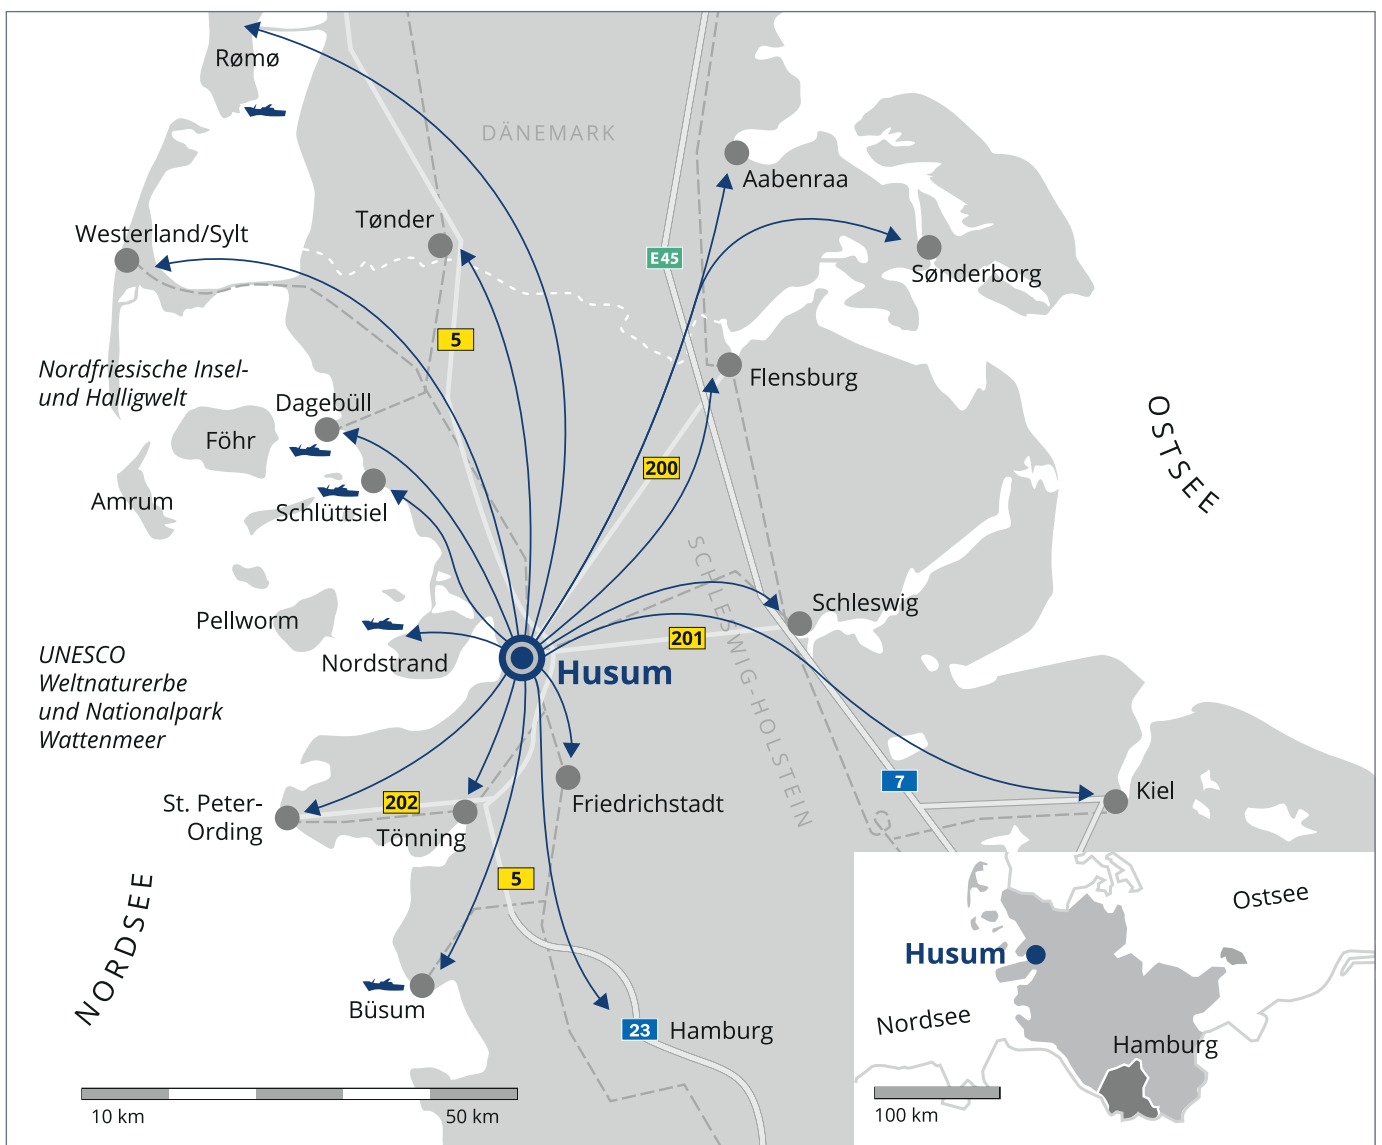 Rømø
DÄNEMARK
Aabenraa
Tønder
Westerland/Sylt
E45
Sønderborg
5
Nordfriesische Insel-
und Halligwelt
Flensburg
Dagebüll
Föhr
OSTSEE
200
Amrum
Schlüttsiel
Schleswig
Pellworm
201
Nordstrand
Husum
SCHLESWIG-HOLSTEIN
UNESCO
Weltnaturerbe
und Nationalpark
Wattenmeer
7
Kiel
St. Peter-
Ording
202
Friedrichstadt
Tönning
5
NORDSEE
Büsum
23
Hamburg
10 km
50 km
Ostsee
Husum
Nordsee
Hamburg
100 km